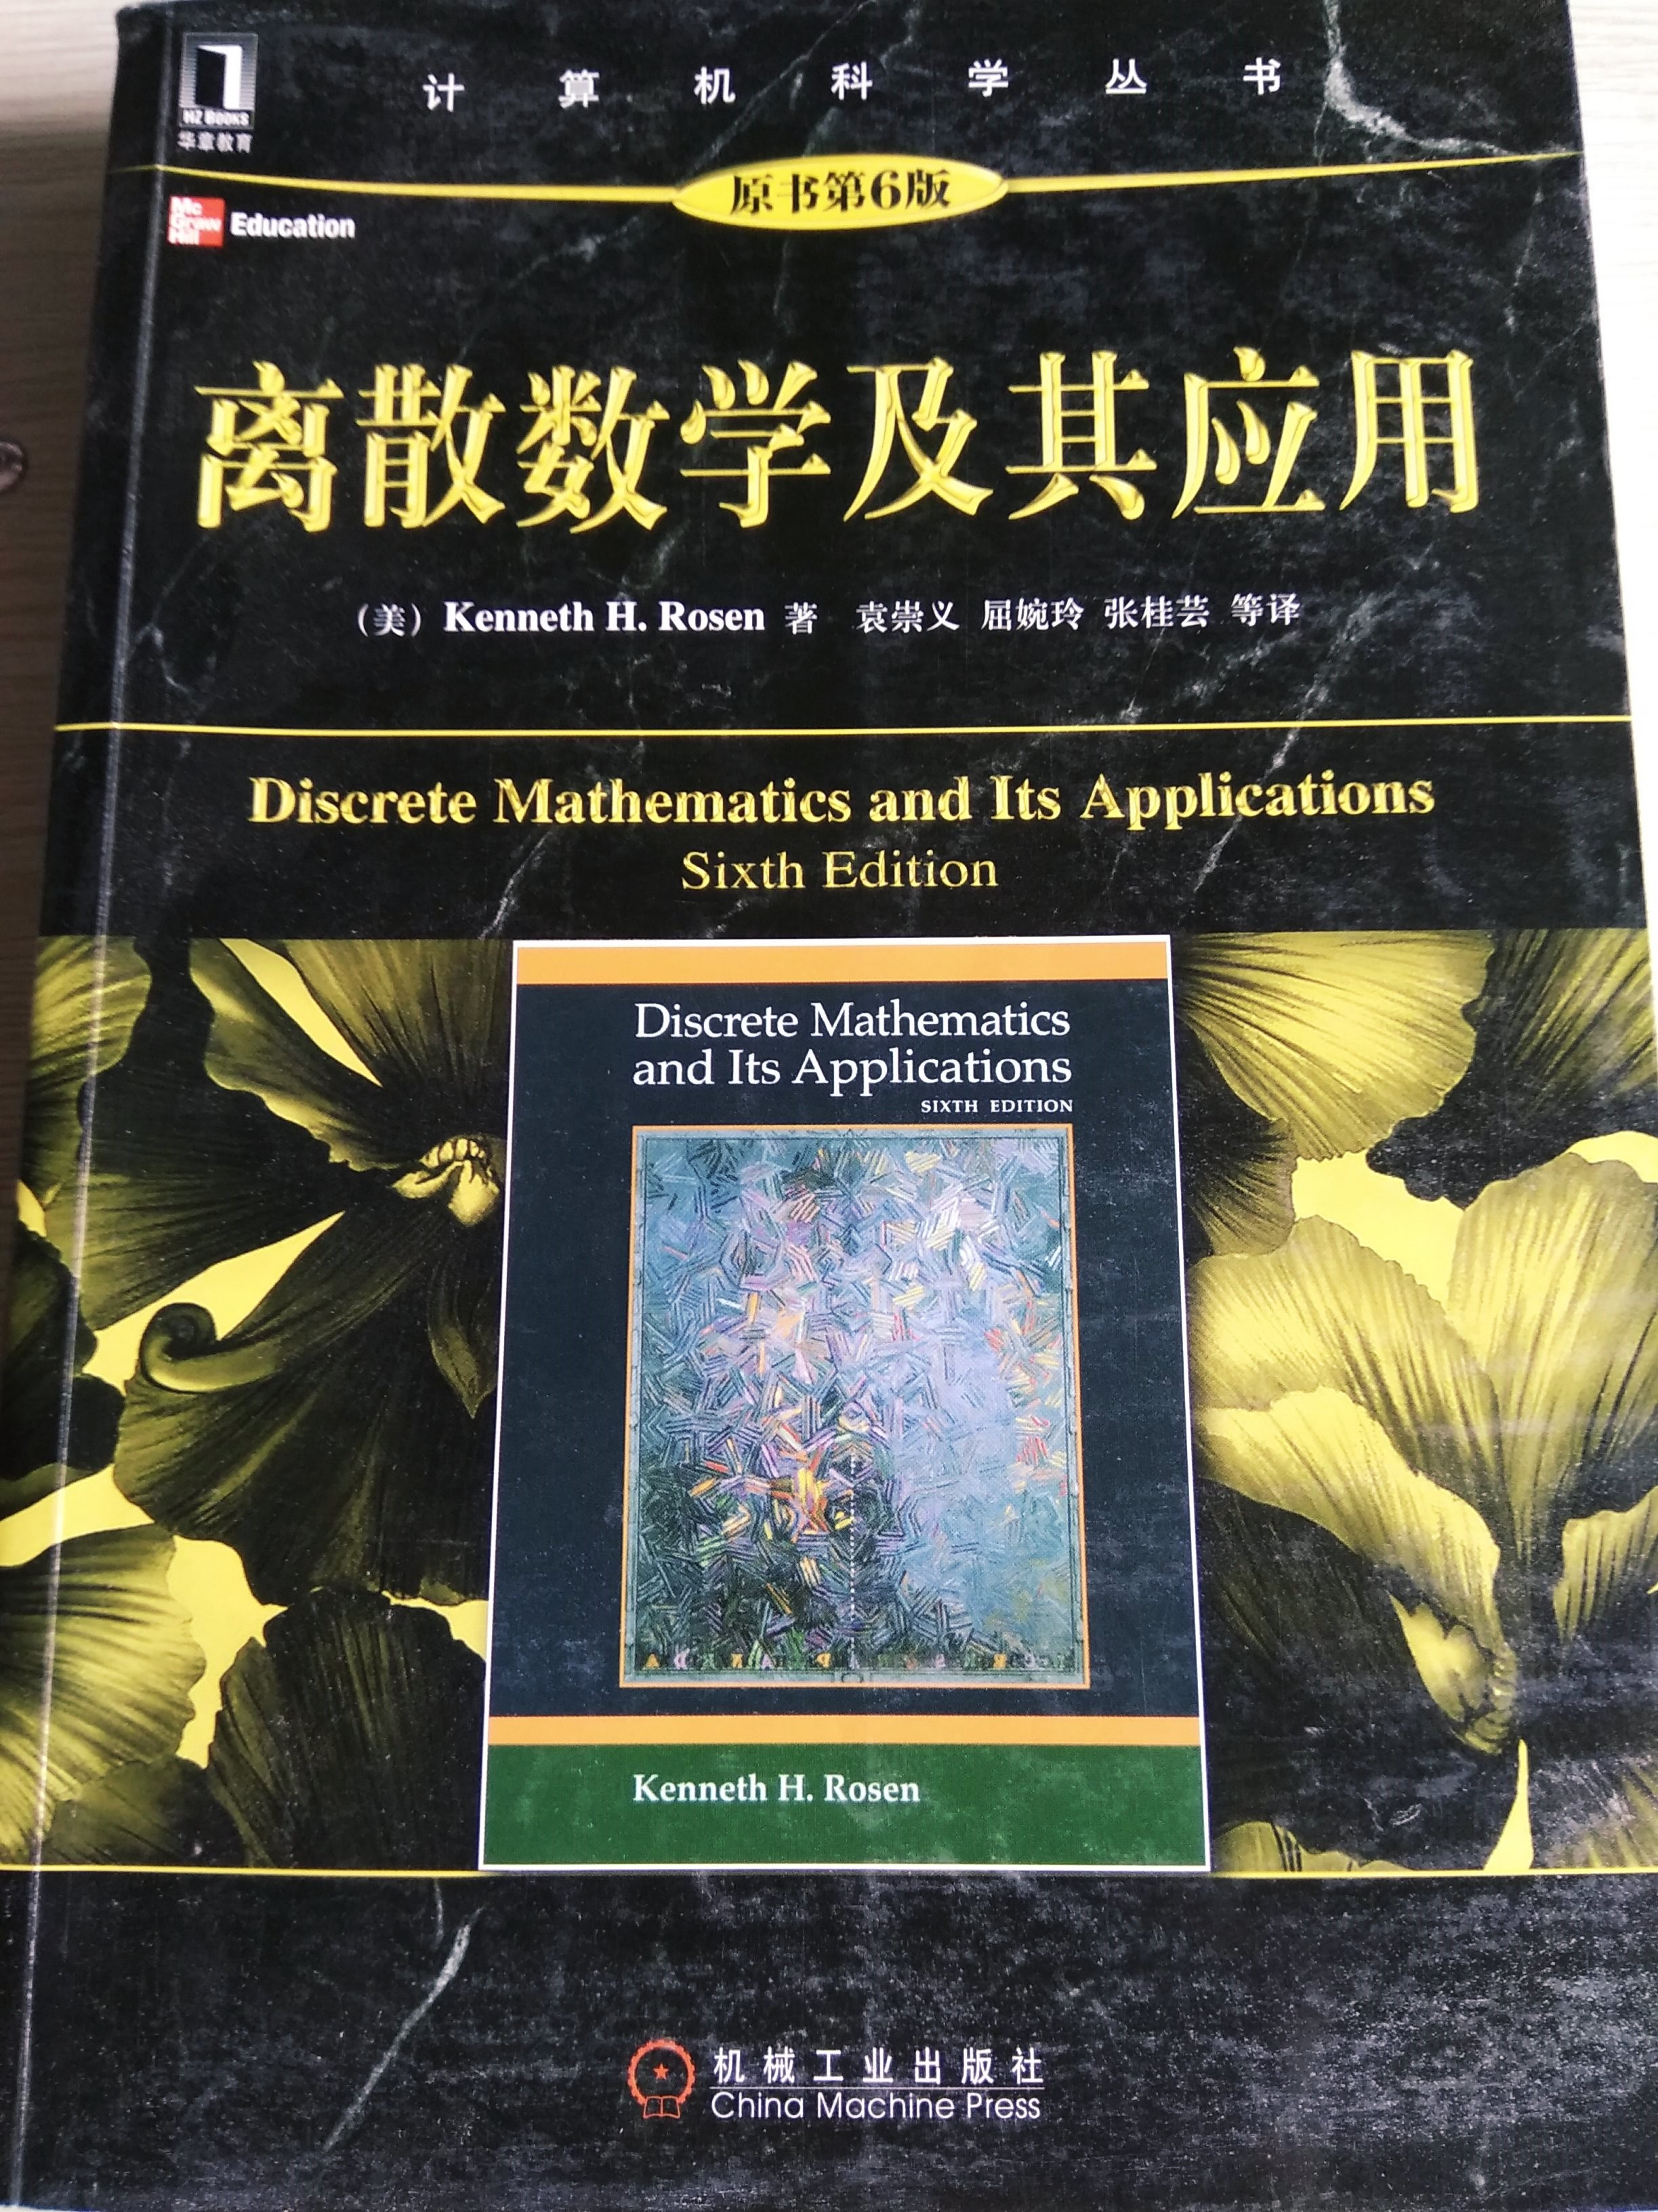 计算机科学丛书
HZ BOOKS
华章教育
原书第6版
Mc
Graw
Hill
Education
离散数学及其应用
(美) Kenneth H. Rosen 著 袁崇义 屈婉玲 张桂芸 等译
Discrete Mathematics and Its Applications
Sixth Edition
Discrete Mathematics
and Its Applications
SIXTH EDITION
Kenneth H. Rosen
机械工业出版社
China Machine Press